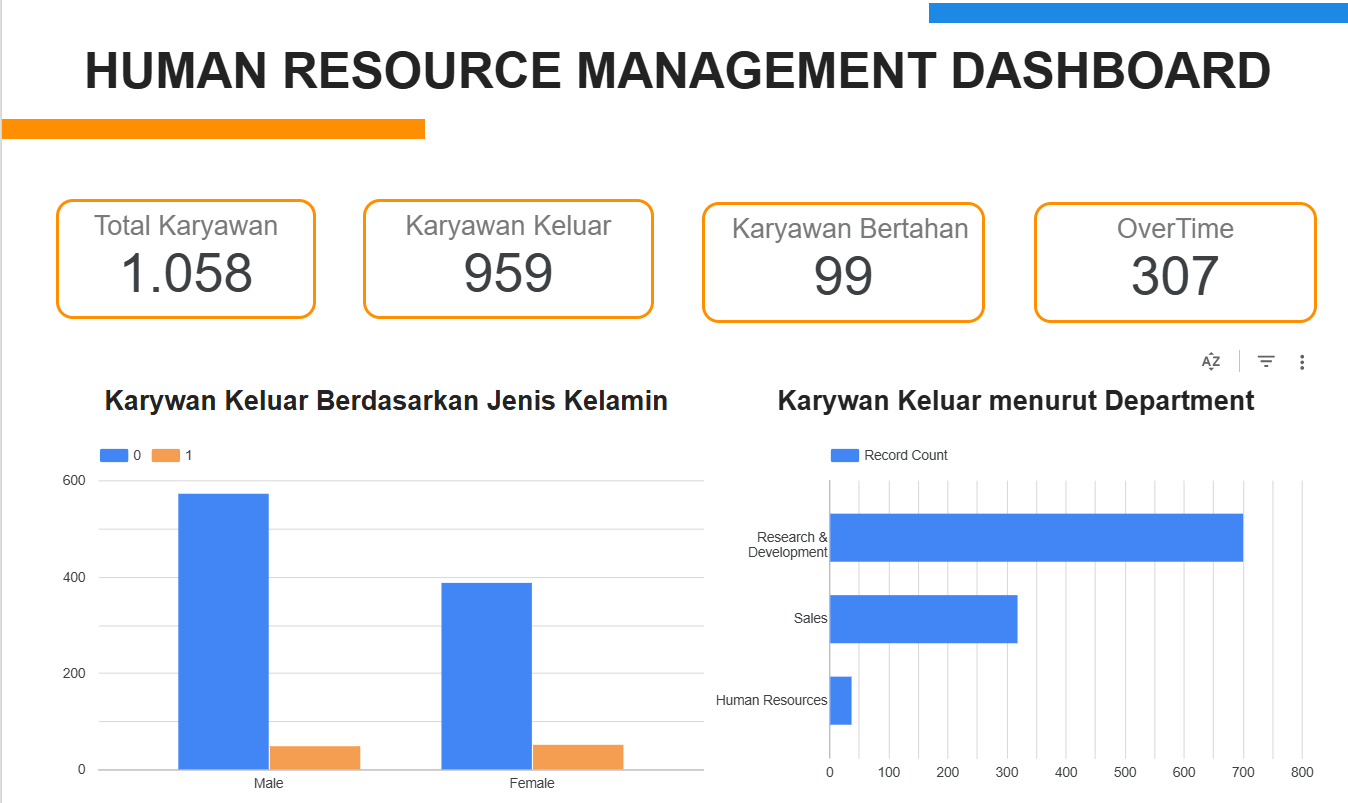 HUMAN RESOURCE MANAGEMENT DASHBOARD
Total Karyawan
1.058
Karyawan Keluar
959
Karyawan Bertahan
99
OverTime
307
AZ
Karywan Keluar Berdasarkan Jenis Kelamin
0 1
600
400
200
0
Male Female
Karywan Keluar menurut Department
Record Count
Research &
Development
Sales
Human Resources
0 100 200 300 400 500 600 700 800